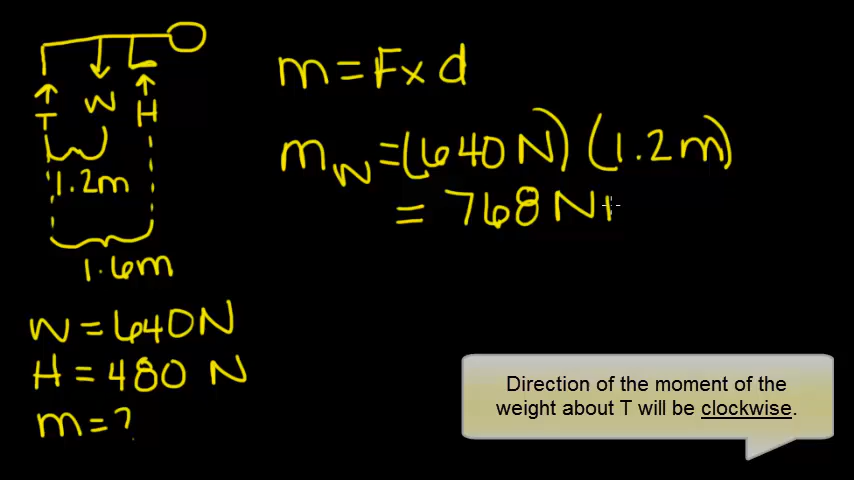 T W H
1.2m
1.6m
W = 640N
H = 480 N
m = ?
m = F x d
mW = (640 N) (1.2 m)
= 768 N
Direction of the moment of the
weight about T will be clockwise.